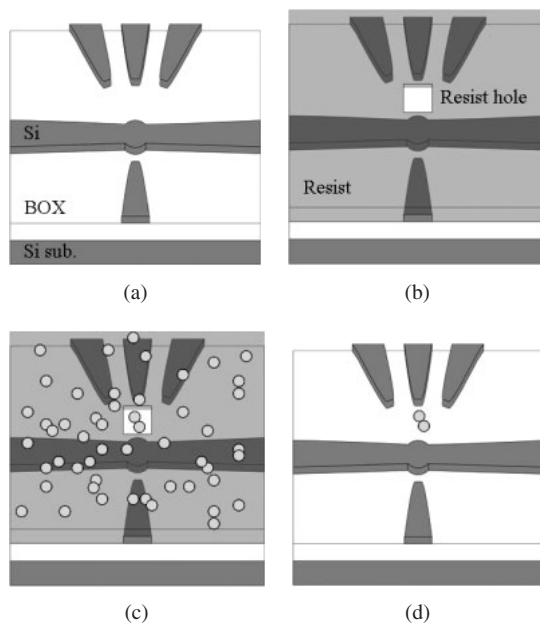 Si
BOX
Si sub.
(a)
Resist hole
Resist
(b)
(c)
(d)